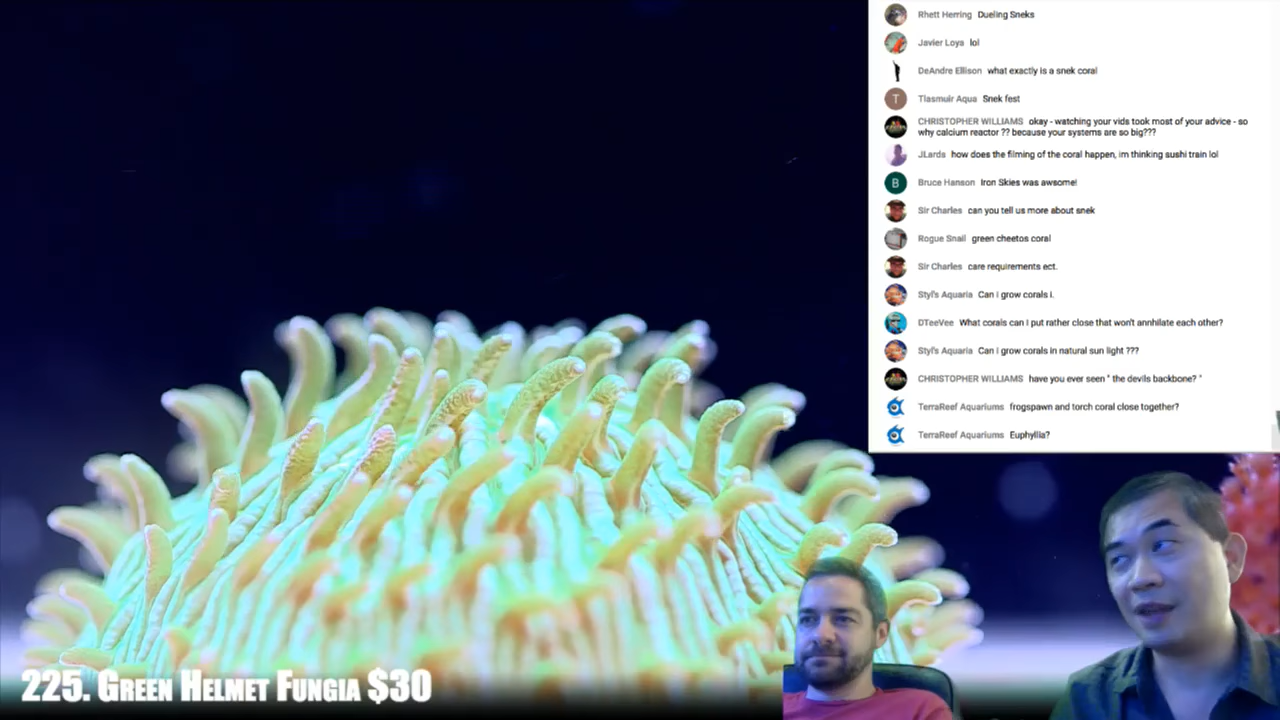 Rhett Herring Dueling Sneks
Javier Loya lol
DeAndre Ellison what exactly is a snek coral
T
Tlasmuir Aqua Snek fest
CHRISTOPHER WILLIAMS okay - watching your vids took most of your advice - so
why calcium reactor ?? because your systems are so big???
JLards how does the filming of the coral happen, im thinking sushi train lol
B
Bruce Hanson Iron Skies was awsome!
Sir Charles can you tell us more about snek
Rogue Snail green cheetos coral
Sir Charles care requirements ect.
Styl's Aquaria Can i grow corals i.
DTeeVee What corals can I put rather close that won't annhilate each other?
Styl's Aquaria Can i grow corals in natural sun light ???
CHRISTOPHER WILLIAMS have you ever seen " the devils backbone? "
TerraReef Aquariums frogspawn and torch coral close together?
TerraReef Aquariums Euphyllia?
225. Green Helmet Fungia $30